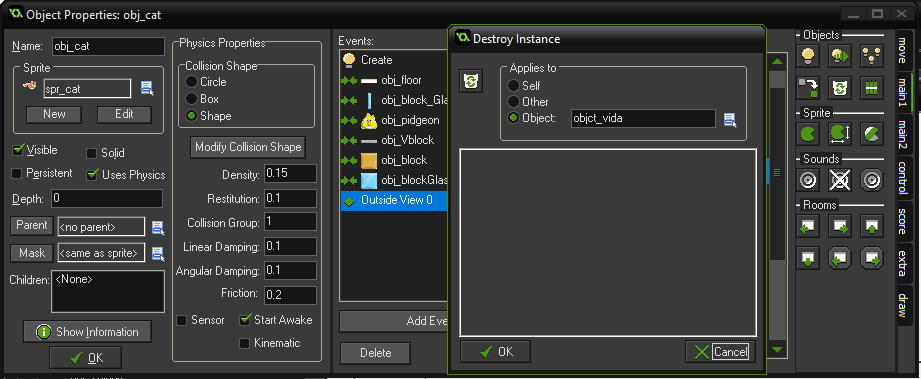 Object Properties: obj_cat
Name: obj_cat
Sprite
spr_cat
New Edit
Visible Solid
Persistent Uses Physics
Depth: 0
Parent <no parent>
Mask <same as sprite>
Children: <None>
Show Information
OK
Physics Properties
Collision Shape
Circle
Box
Shape
Modify Collision Shape
Density: 0.15
Restitution: 0.1
Collision Group: 1
Linear Damping: 0.1
Angular Damping: 0.1
Friction: 0.2
Sensor Start Awake
Kinematic
Events:
Create
obj_floor
obj_block_Gla
obj_pidgeon
obj_Vblock
obj_block
obj_blockGlas
Outside View 0
Add Eve
Delete
Destroy Instance
Applies to
Self
Other
Object: objct_vida
OK Cancel
Objects
Sprite
Sounds
Rooms
move
main1
main2
control
score
extra
draw